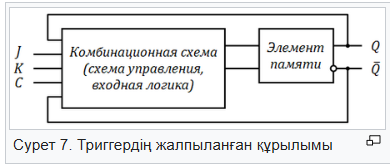 J
K
C
Комбинационная схема
(схема управления,
входная логика)
Элемент
памяти
Q
Q̄
Сурет 7. Триггердің жалпыланған құрылымы